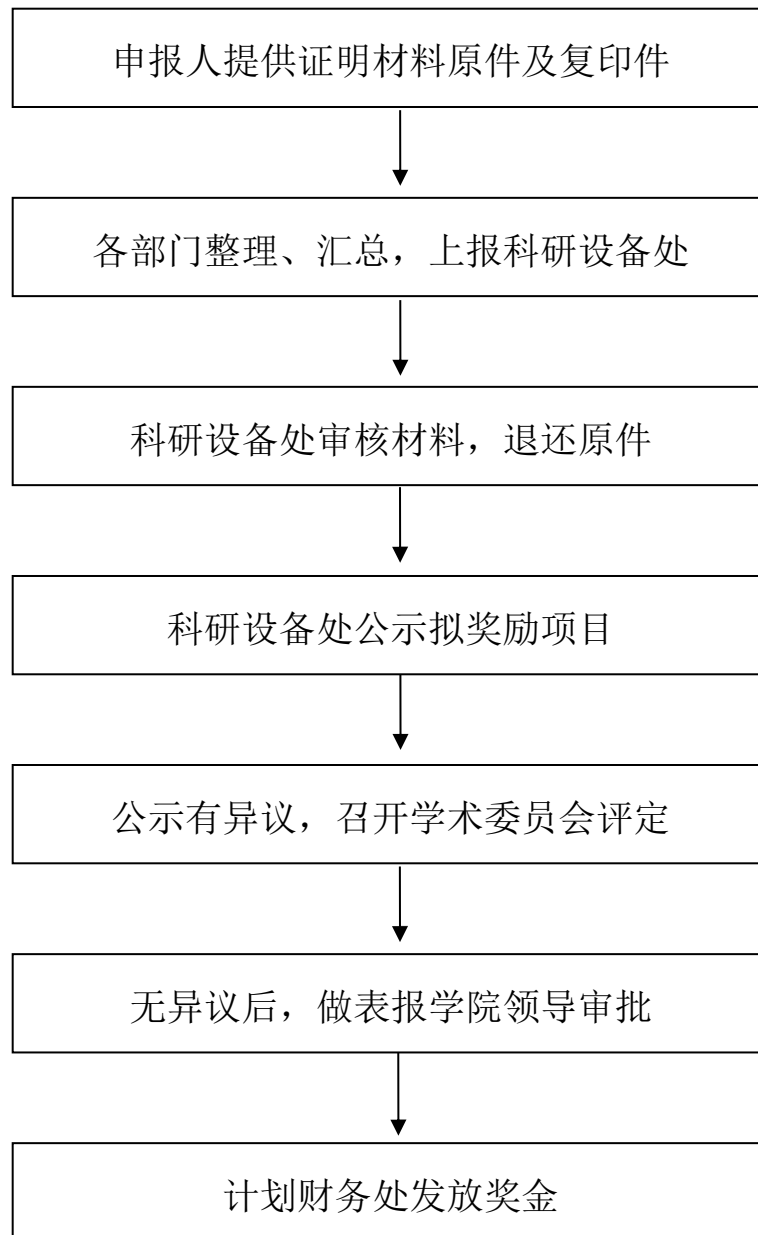 申报人提供证明材料原件及复印件
各部门整理、汇总，上报科研设备处
科研设备处审核材料，退还原件
科研设备处公示拟奖励项目
公示有异议，召开学术委员会评定
无异议后，做表报学院领导审批
计划财务处发放奖金